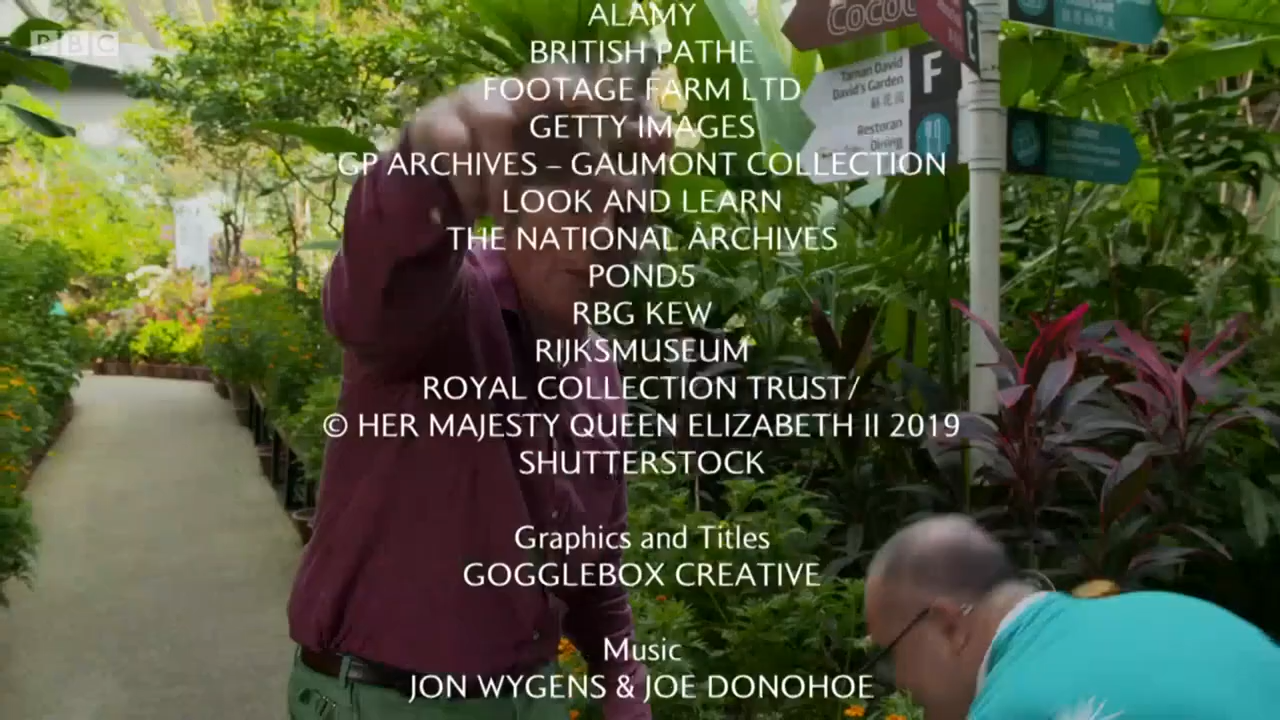 BBC
ALAMY
BRITISH PATHE
FOOTAGE FARM LTD
GETTY IMAGES
GP ARCHIVES – GAUMONT COLLECTION
LOOK AND LEARN
THE NATIONAL ARCHIVES
POND5
RBG KEW
RIJKSMUSEUM
ROYAL COLLECTION TRUST/
© HER MAJESTY QUEEN ELIZABETH II 2019
SHUTTERSTOCK
Graphics and Titles
GOGGLEBOX CREATIVE
Music
JON WYGENS & JOE DONOHOE
E
Taman David
David's Garden
F
Restoran
Dining